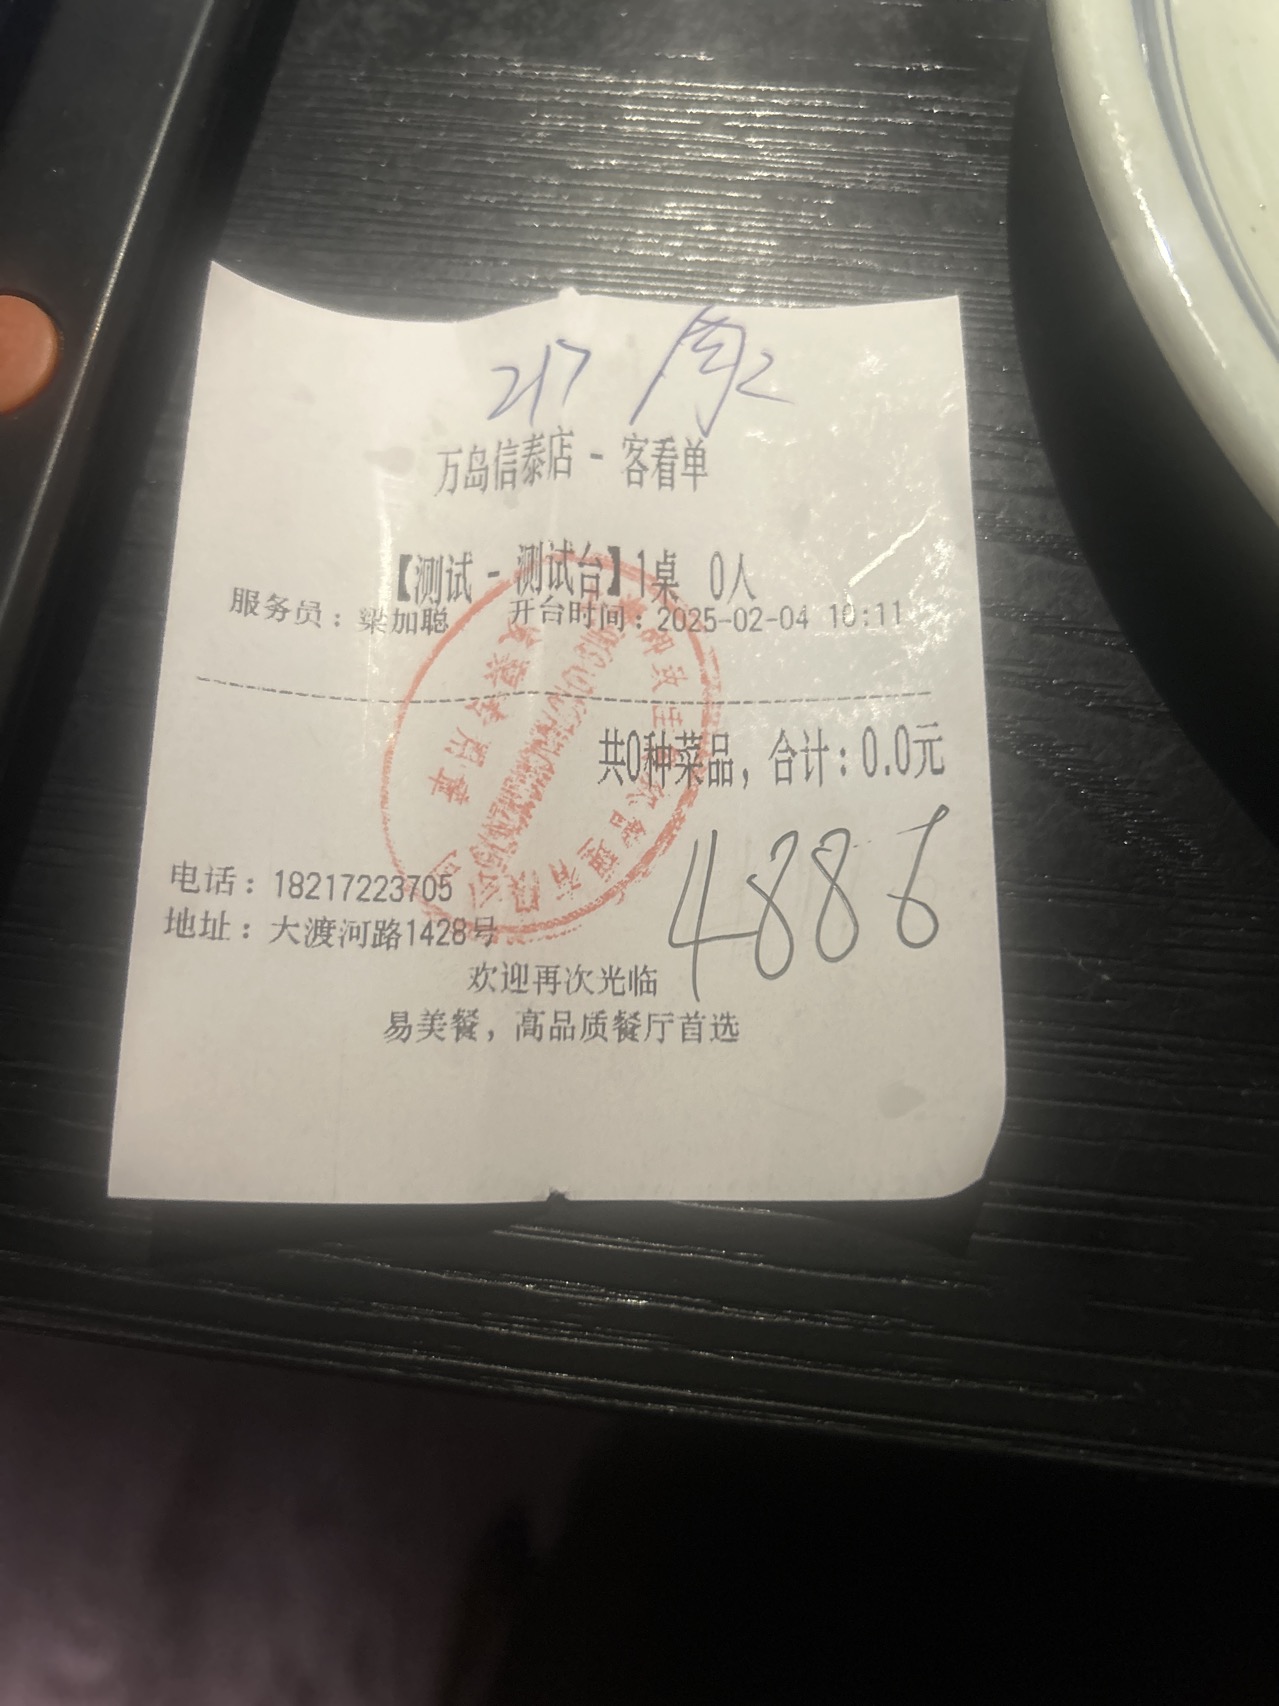 217
万岛信泰店 - 客看单
【测试 - 测试台】1桌 0人
服务员：梁加聪 开台时间：2025-02-04 10:11
共0种菜品，合计：0.0元
4886
电话：18217223705
地址：大渡河路1428号
欢迎再次光临
易美餐，高品质餐厅首选